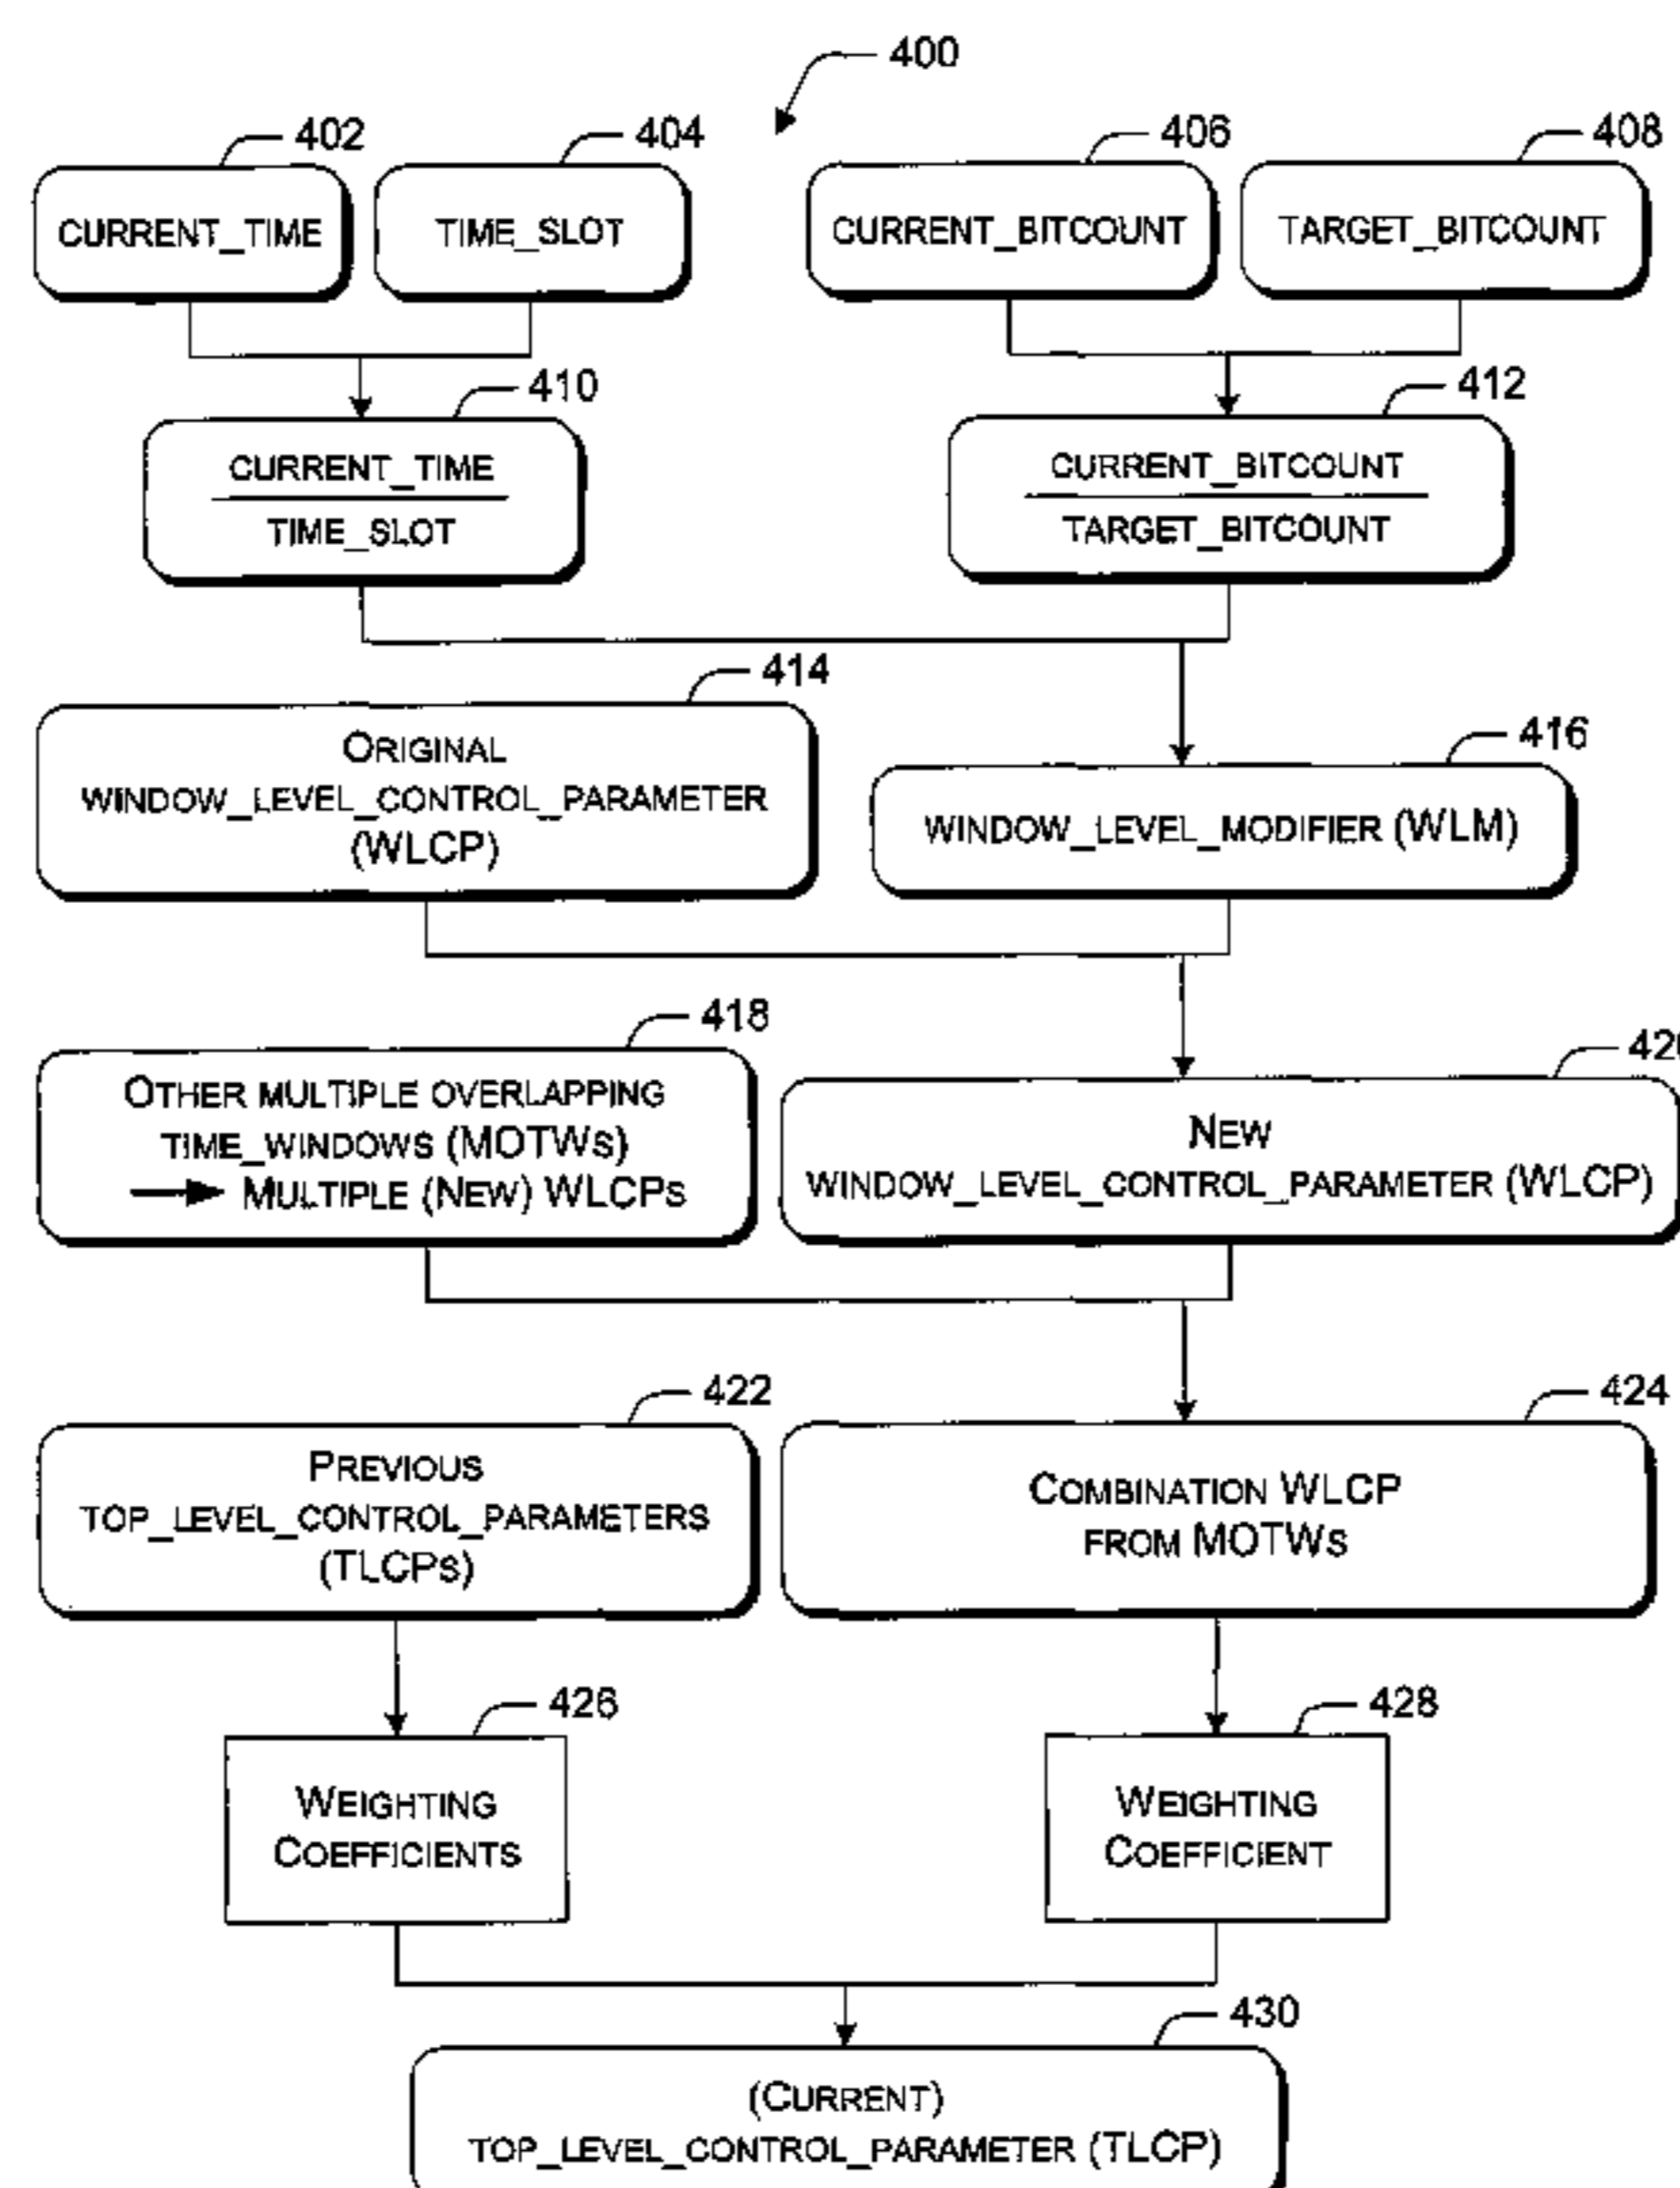 400
402
404
406
408
CURRENT_TIME
TIME_SLOT
CURRENT_BITCOUNT
TARGET_BITCOUNT
410
412
CURRENT_TIME
TIME_SLOT
CURRENT_BITCOUNT
TARGET_BITCOUNT
414
ORIGINAL
WINDOW_LEVEL_CONTROL_PARAMETER
(WLCP)
416
WINDOW_LEVEL_MODIFIER (WLM)
418
OTHER MULTIPLE OVERLAPPING
TIME_WINDOWS (MOTWS)
MULTIPLE (NEW) WLCPS
NEW
WINDOW_LEVEL_CONTROL_PARAMETER (WLCP)
422
PREVIOUS
TOP_LEVEL_CONTROL_PARAMETERS
(TLCPS)
424
COMBINATION WLCP
FROM MOTWS
426
WEIGHTING
COEFFICIENTS
428
WEIGHTING
COEFFICIENT
430
(CURRENT)
TOP_LEVEL_CONTROL_PARAMETER (TLCP)